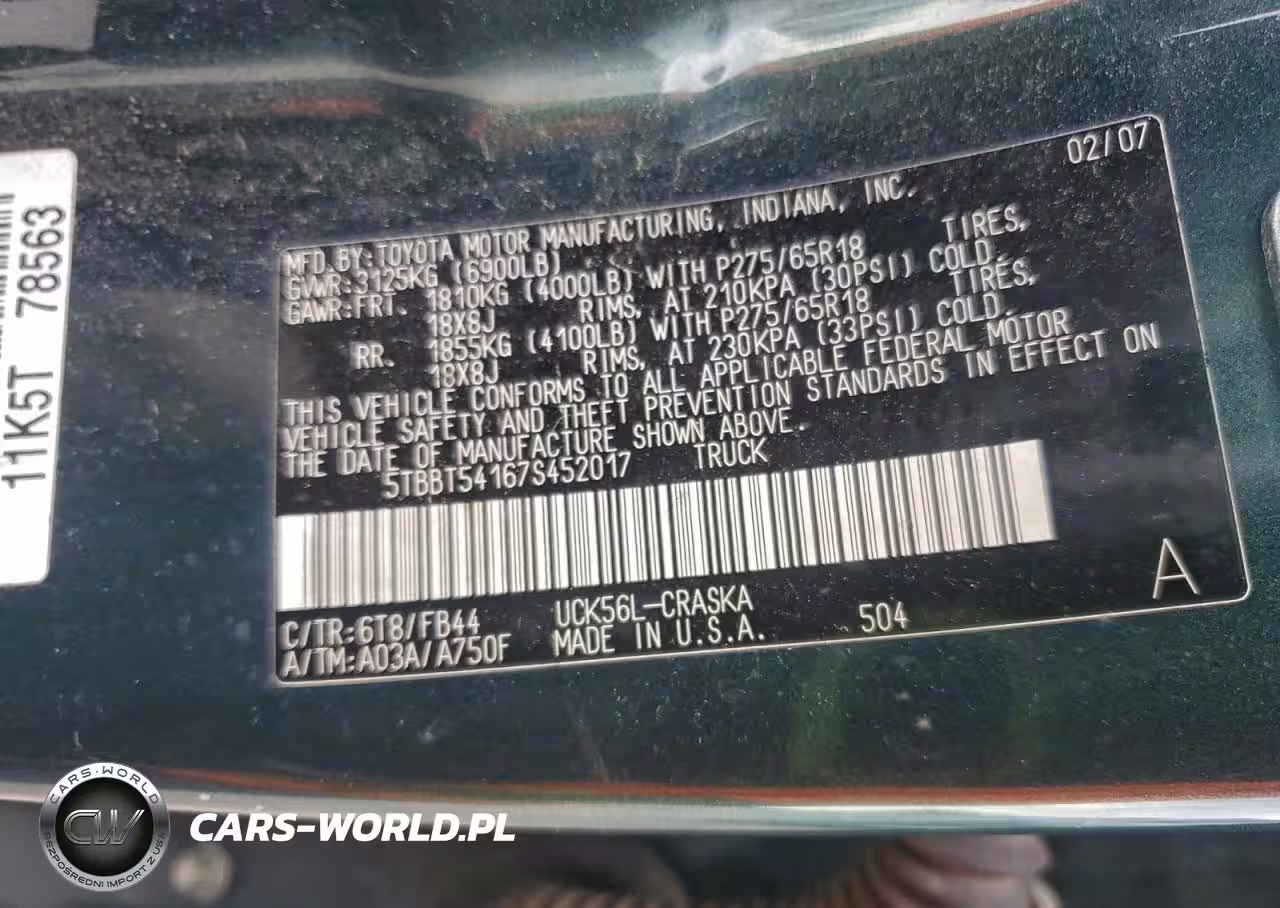 02/07
MFD.BY:TOYOTA MOTOR MANUFACTURING, INDIANA, INC.
GVWR:3125KG (6900LB)
GAWR:FRT. 1810KG (4000LB) WITH P275/65R18 TIRES,
18X8J RIMS, AT 210KPA (30PSI) COLD.
RR. 1855KG (4100LB) WITH P275/65R18 TIRES,
18X8J RIMS, AT 230KPA (33PSI) COLD.
THIS VEHICLE CONFORMS TO ALL APPLICABLE FEDERAL MOTOR
VEHICLE SAFETY AND THEFT PREVENTION STANDARDS IN EFFECT ON
THE DATE OF MANUFACTURE SHOWN ABOVE.
5TBBT54167S452017 TRUCK
C/TR:6T8/FB44 UCK56L-CRASKA 504
A/TM:A03A/A750F MADE IN U.S.A.
A
11K5T 78563
CARS-WORLD
CW
BEZPOŚREDNI IMPORT Z USA
CARS-WORLD.PL